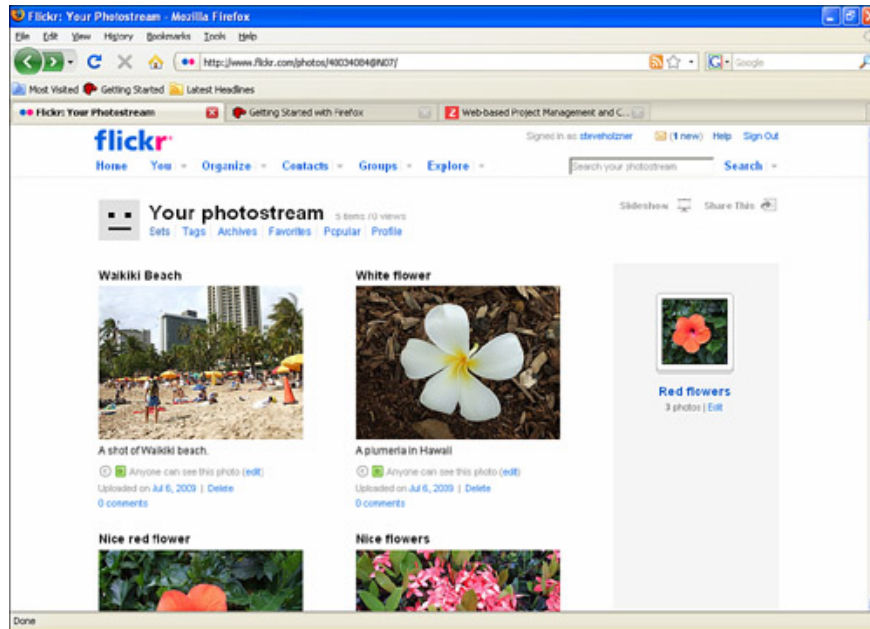 Flickr: Your Photostream - Mozilla Firefox
File Edit View History Bookmarks Tools Help
http://www.flickr.com/photos/40034084@N07/
Google
Most Visited Getting Started Latest Headlines
Flickr: Your Photostream
Getting Started with Firefox
Web-based Project Management and C...
flickr
Signed in as steveholzner (1 new) Help Sign Out
Home You Organize Contacts Groups Explore
Search your photostream Search
Your photostream 5 items / 0 views
Slideshow Share This
Sets Tags Archives Favorites Popular Profile
Waikiki Beach
A shot of Waikiki beach.
Anyone can see this photo (edit)
Uploaded on Jul 6, 2009 | Delete
0 comments
White flower
A plumeria in Hawaii
Anyone can see this photo (edit)
Uploaded on Jul 6, 2009 | Delete
0 comments
Red flowers
3 photos | Edit
Nice red flower
Nice flowers
Done